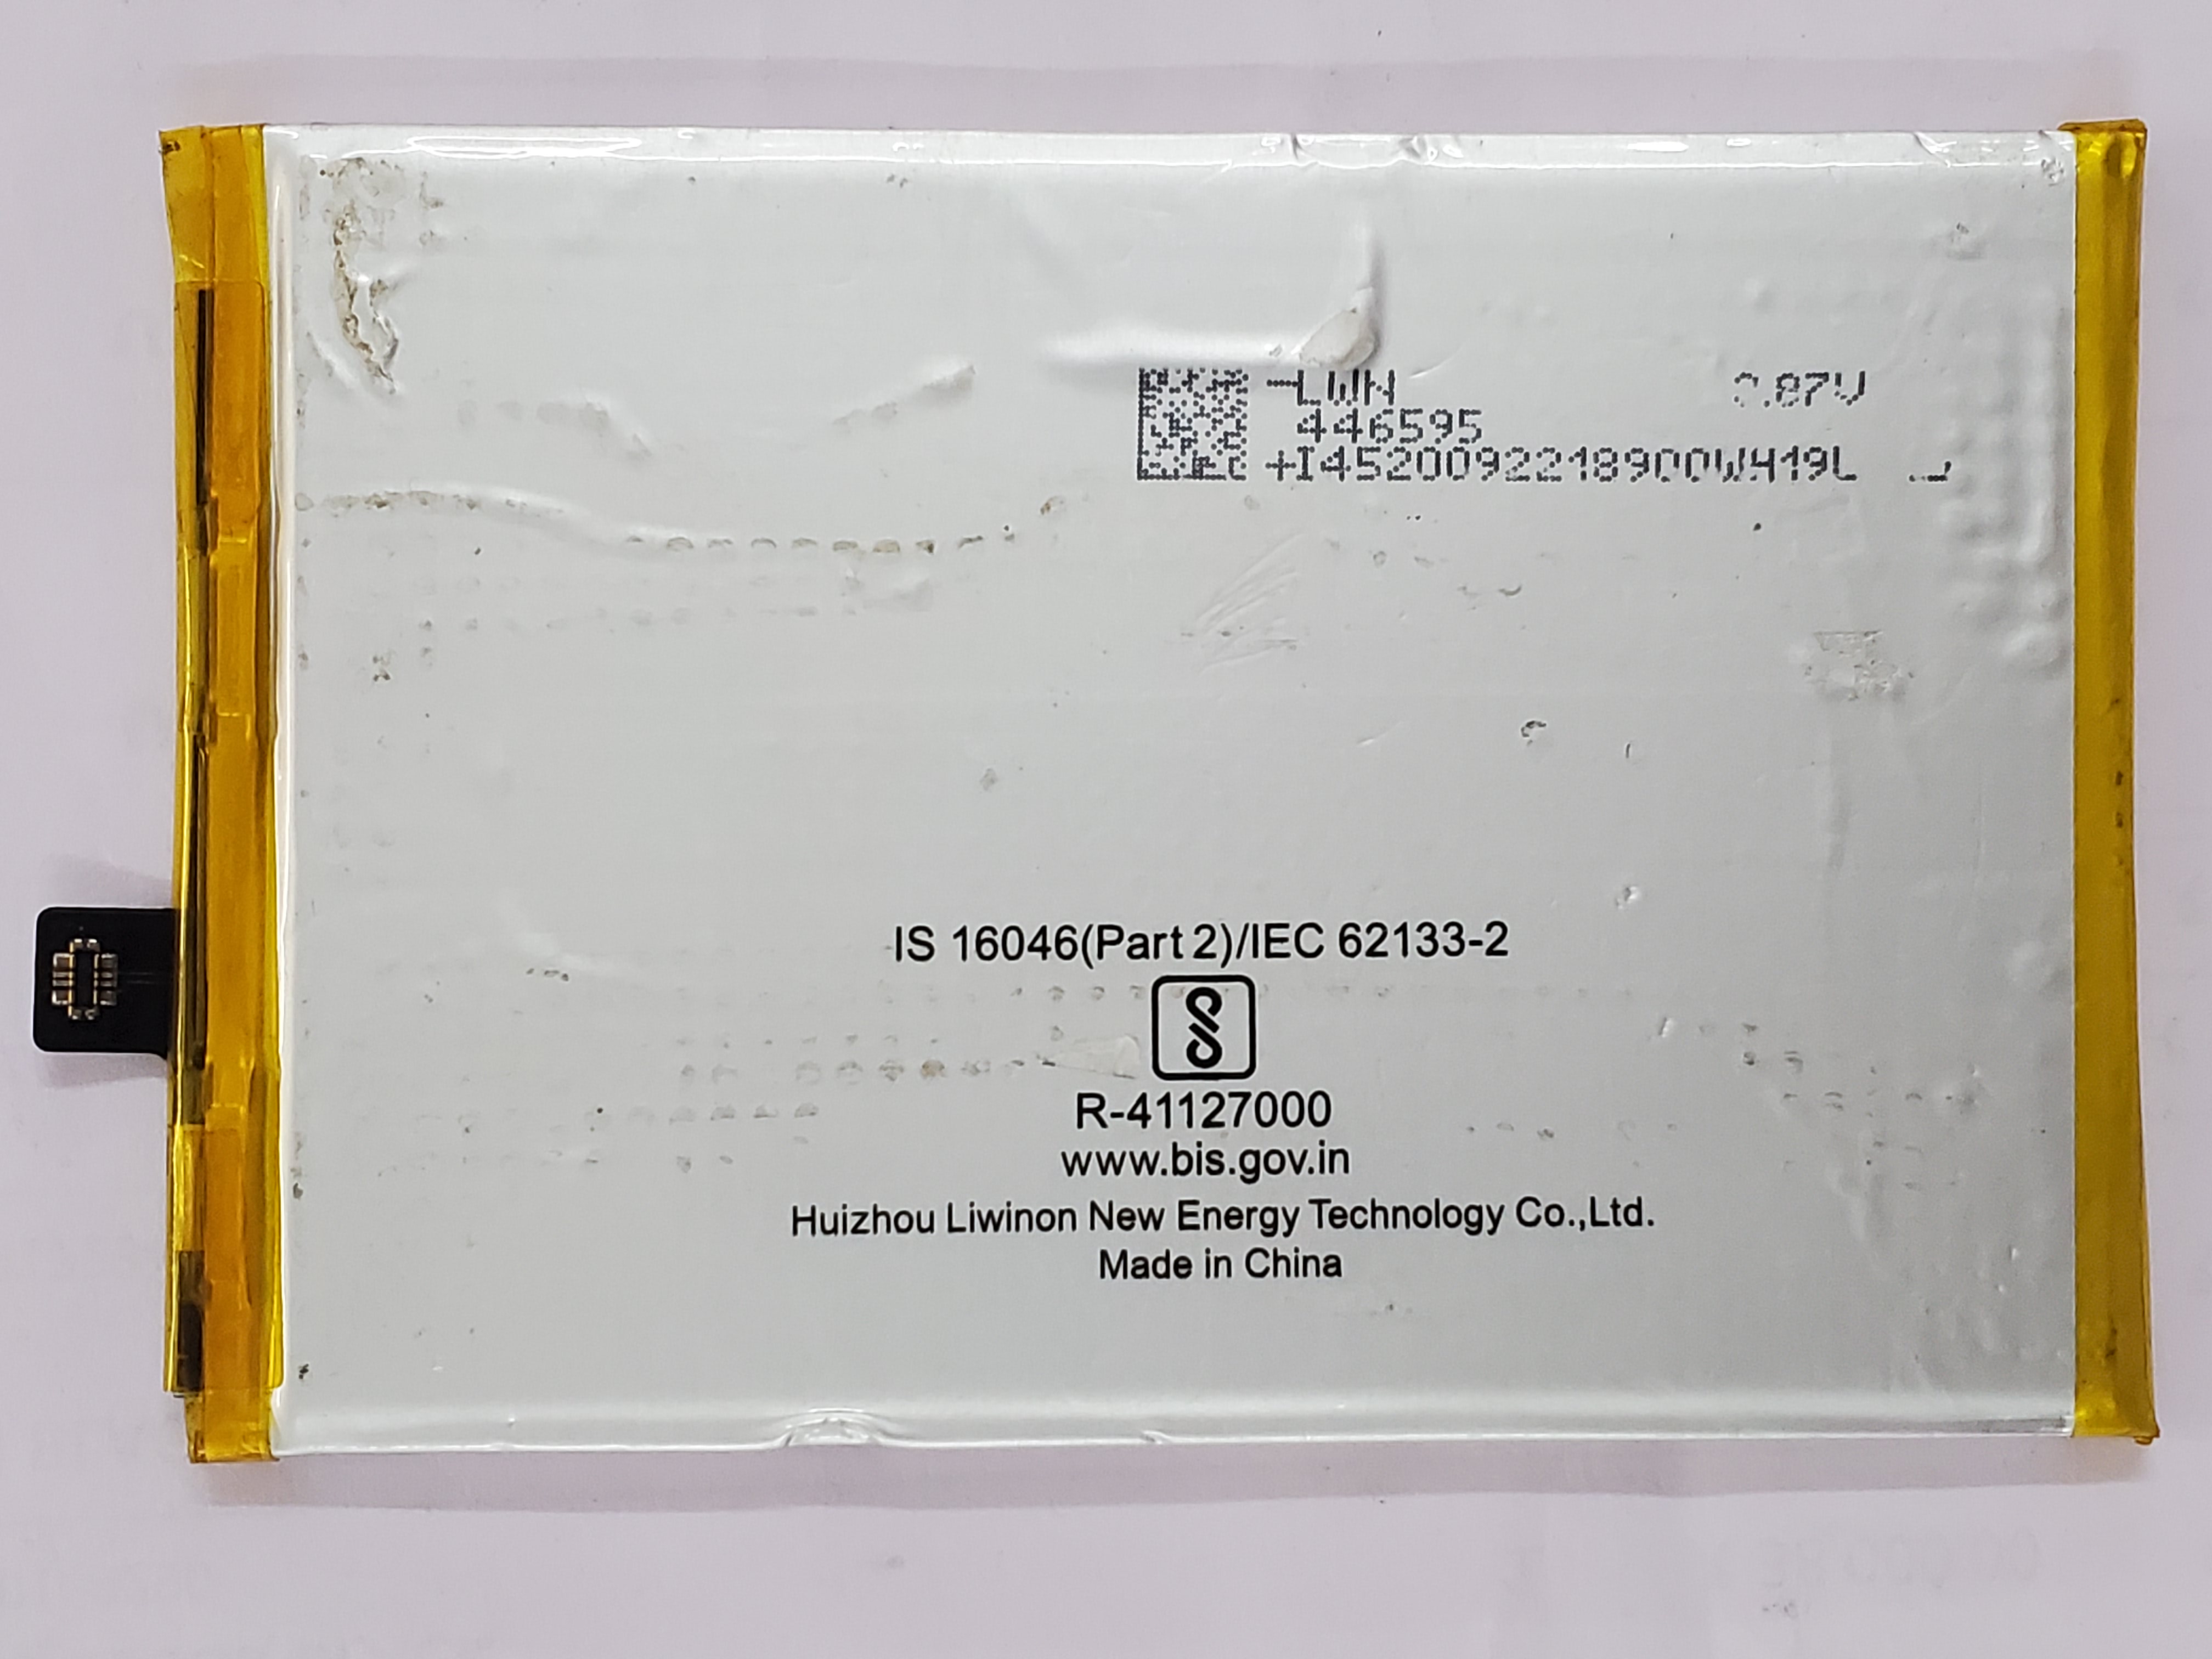 -LWN
446595
+I4520092218900WH19L
IS 16046(Part 2)/IEC 62133-2
R-41127000
www.bis.gov.in
Huizhou Liwinon New Energy Technology Co.,Ltd.
Made in China